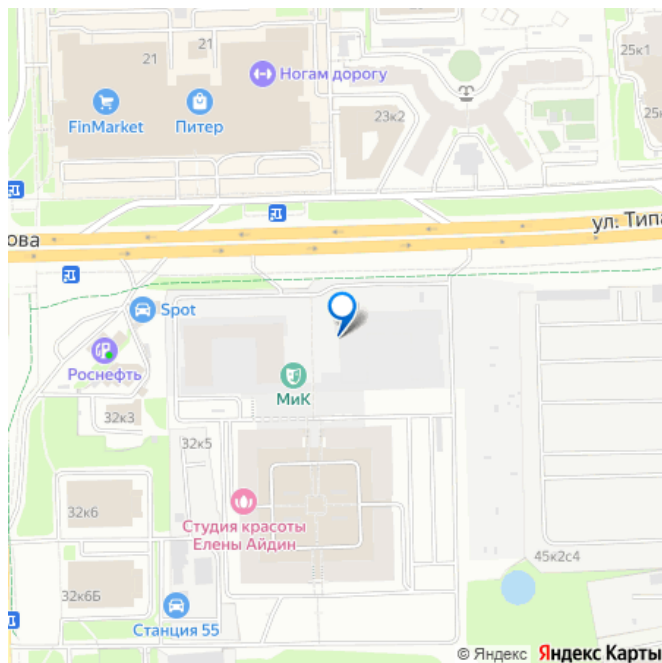 21
21
25к1
Ногам дорогу
FinMarket
Питер
23к2
25к
ова
ул. Типа
Spot
Роснефть
МиК
32к3
32к5
Студия красоты
Елены Айдин
32к6
45к2с4
32к6Б
Станция 55
© Яндекс Яндекс Карты